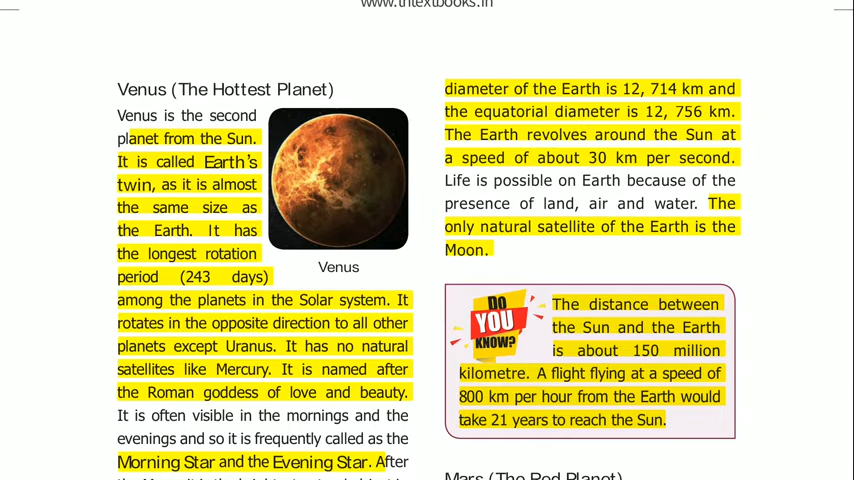 www.tntextbooks.in
Venus (The Hottest Planet)
Venus is the second
planet from the Sun.
It is called Earth's
twin, as it is almost
the same size as
the Earth. It has
the longest rotation
period (243 days)
among the planets in the Solar system. It
rotates in the opposite direction to all other
planets except Uranus. It has no natural
satellites like Mercury. It is named after
the Roman goddess of love and beauty.
It is often visible in the mornings and the
evenings and so it is frequently called as the
Morning Star and the Evening Star. After
Venus
diameter of the Earth is 12, 714 km and
the equatorial diameter is 12, 756 km.
The Earth revolves around the Sun at
a speed of about 30 km per second.
Life is possible on Earth because of the
presence of land, air and water. The
only natural satellite of the Earth is the
Moon.
DO
YOU
KNOW?
The distance between
the Sun and the Earth
is about 150 million
kilometre. A flight flying at a speed of
800 km per hour from the Earth would
take 21 years to reach the Sun.
Mars (The Red Planet)